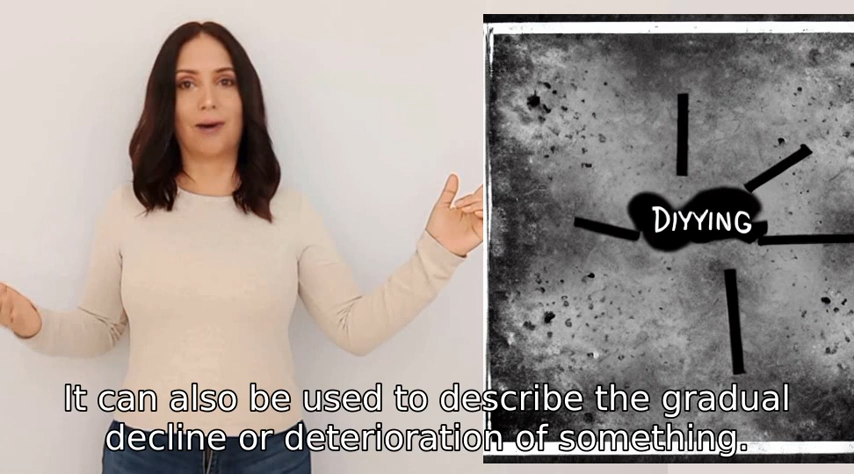 DIYYING
It can also be used to describe the gradual
decline or deterioration of something.